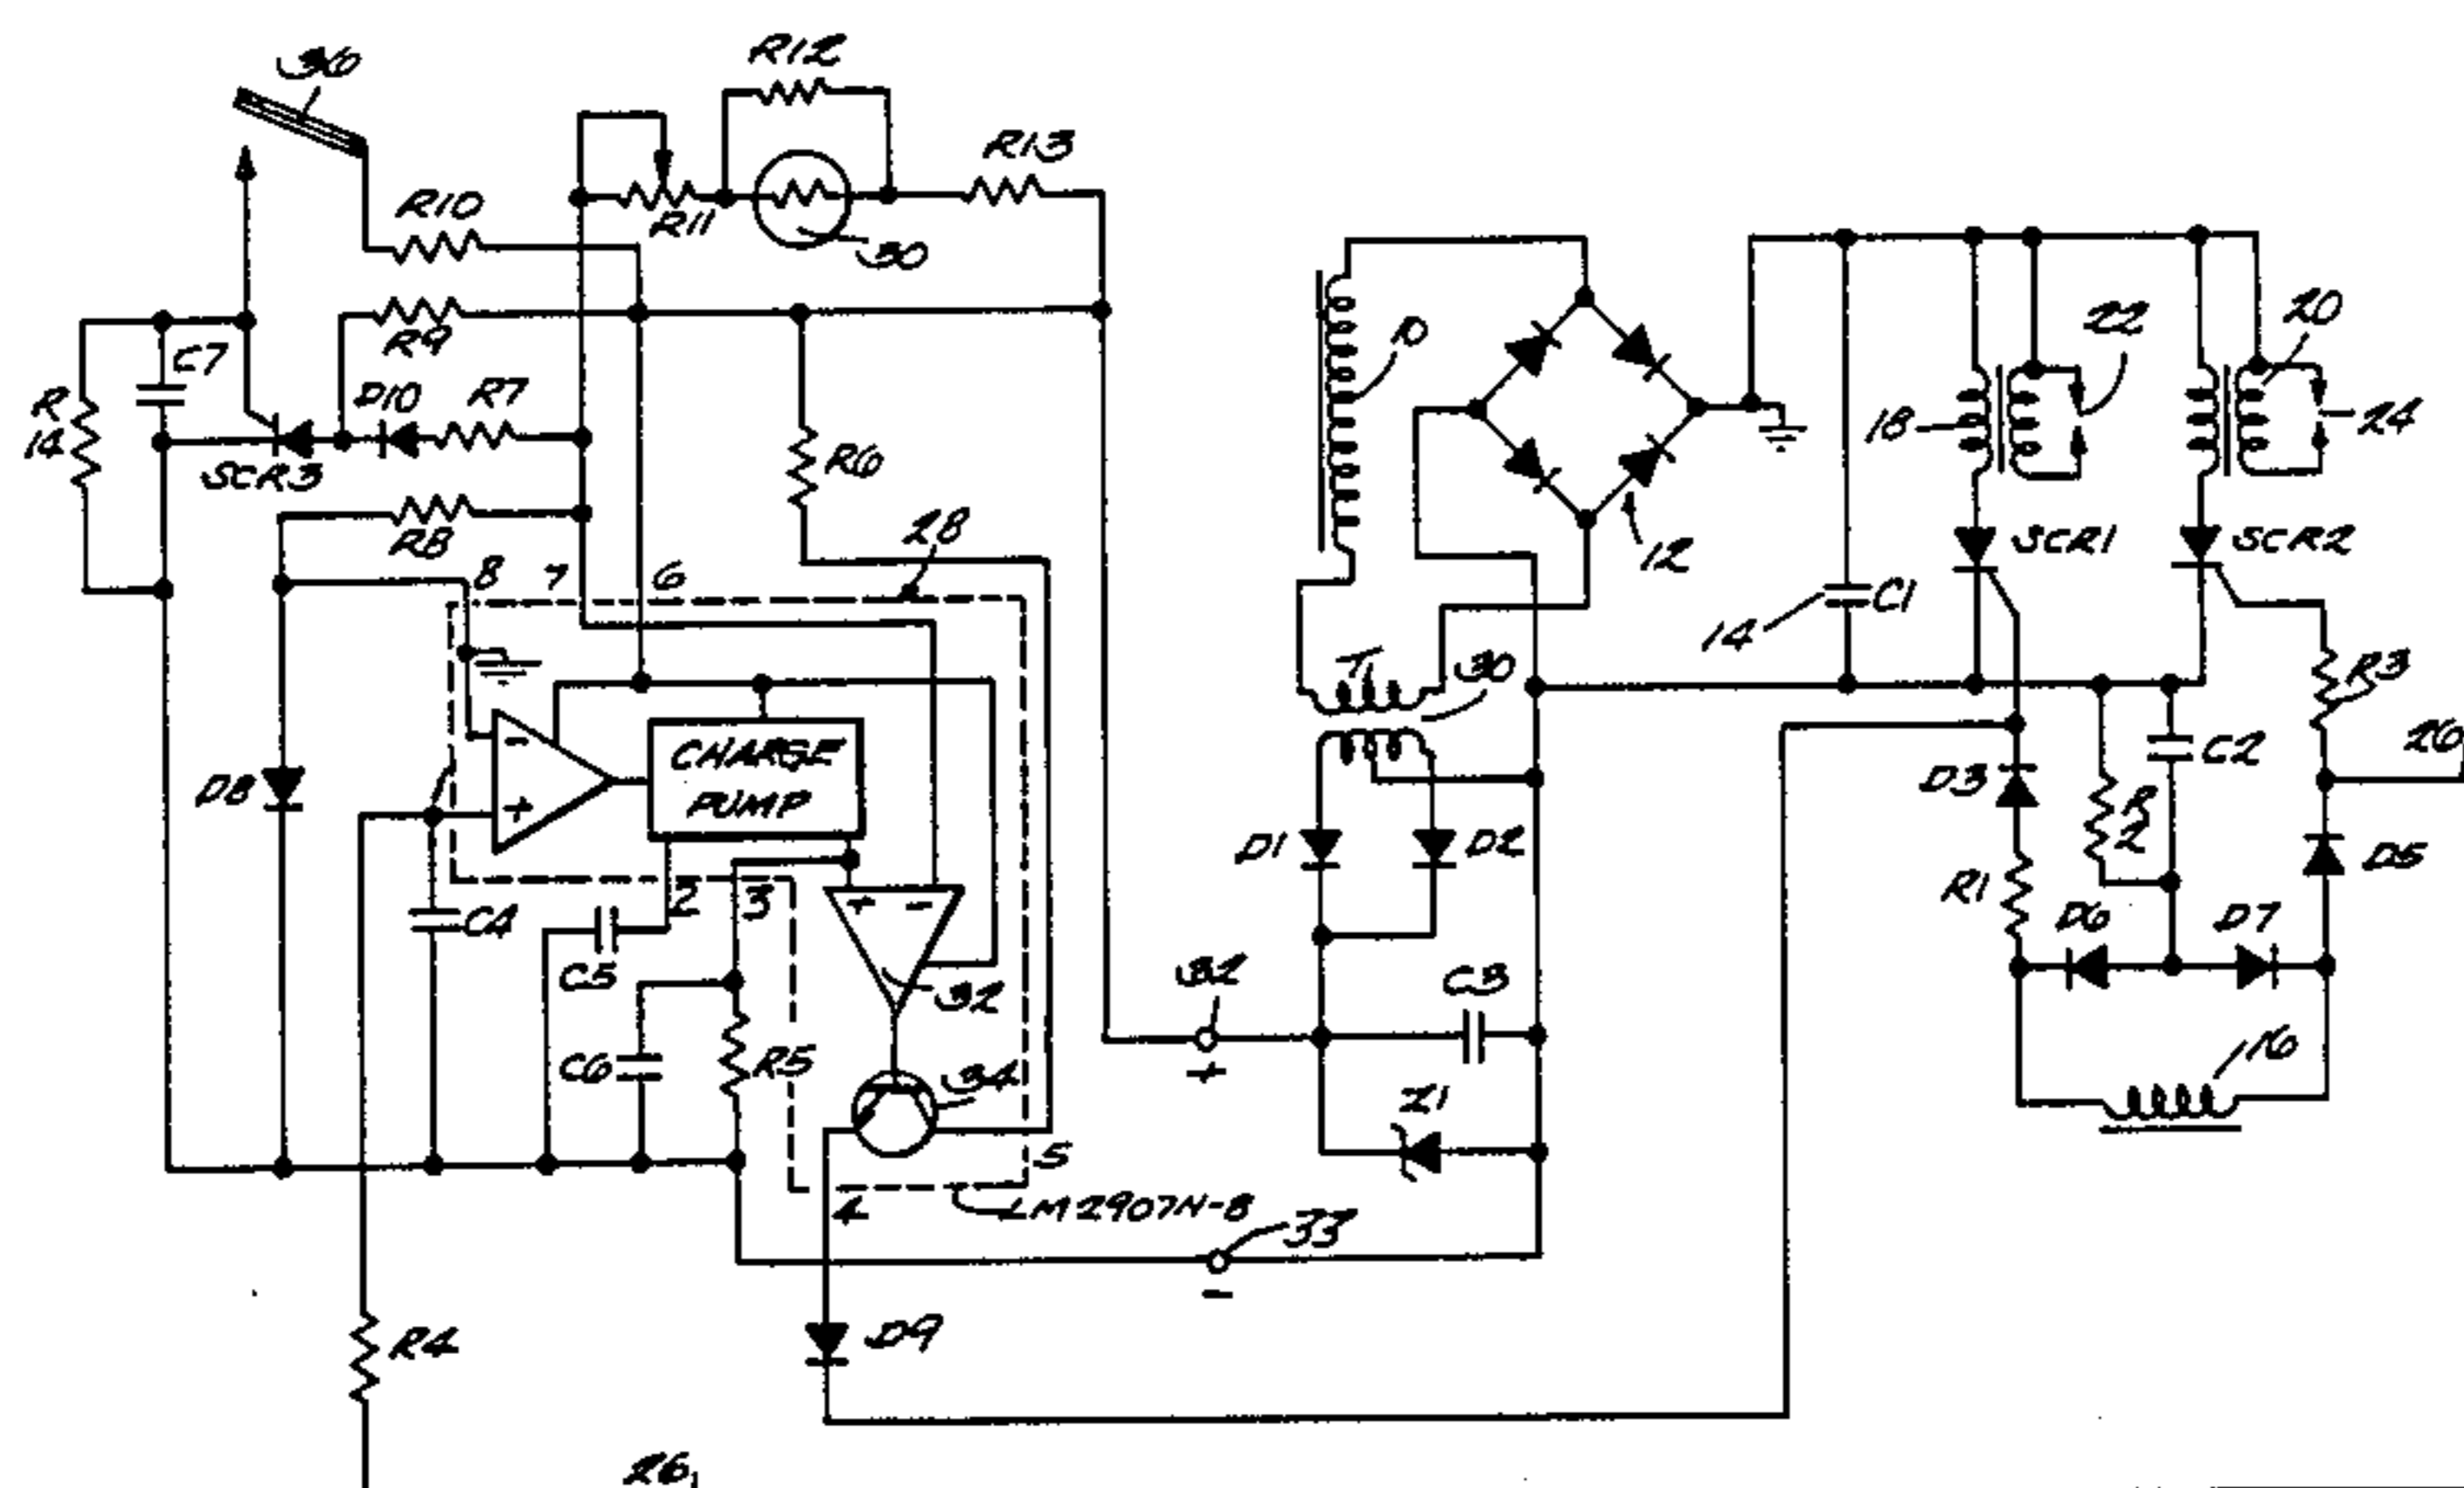 36
R12
R13
R10
R11
30
R9
C7
D10
R7
R
14
SCR3
R8
R6
28
8
7
6
10
12
22
20
18
24
SCR1
SCR2
14
C1
T1
30
R3
26
-
+
CHARGE
PUMP
D8
D1
D2
D3
R
2
C2
D5
R1
D6
D7
C4
2
3
+ -
C5
32
32
+
C3
C6
R5
34
Z1
16
5
4
LM2907N-8
33
-
D9
R4
26